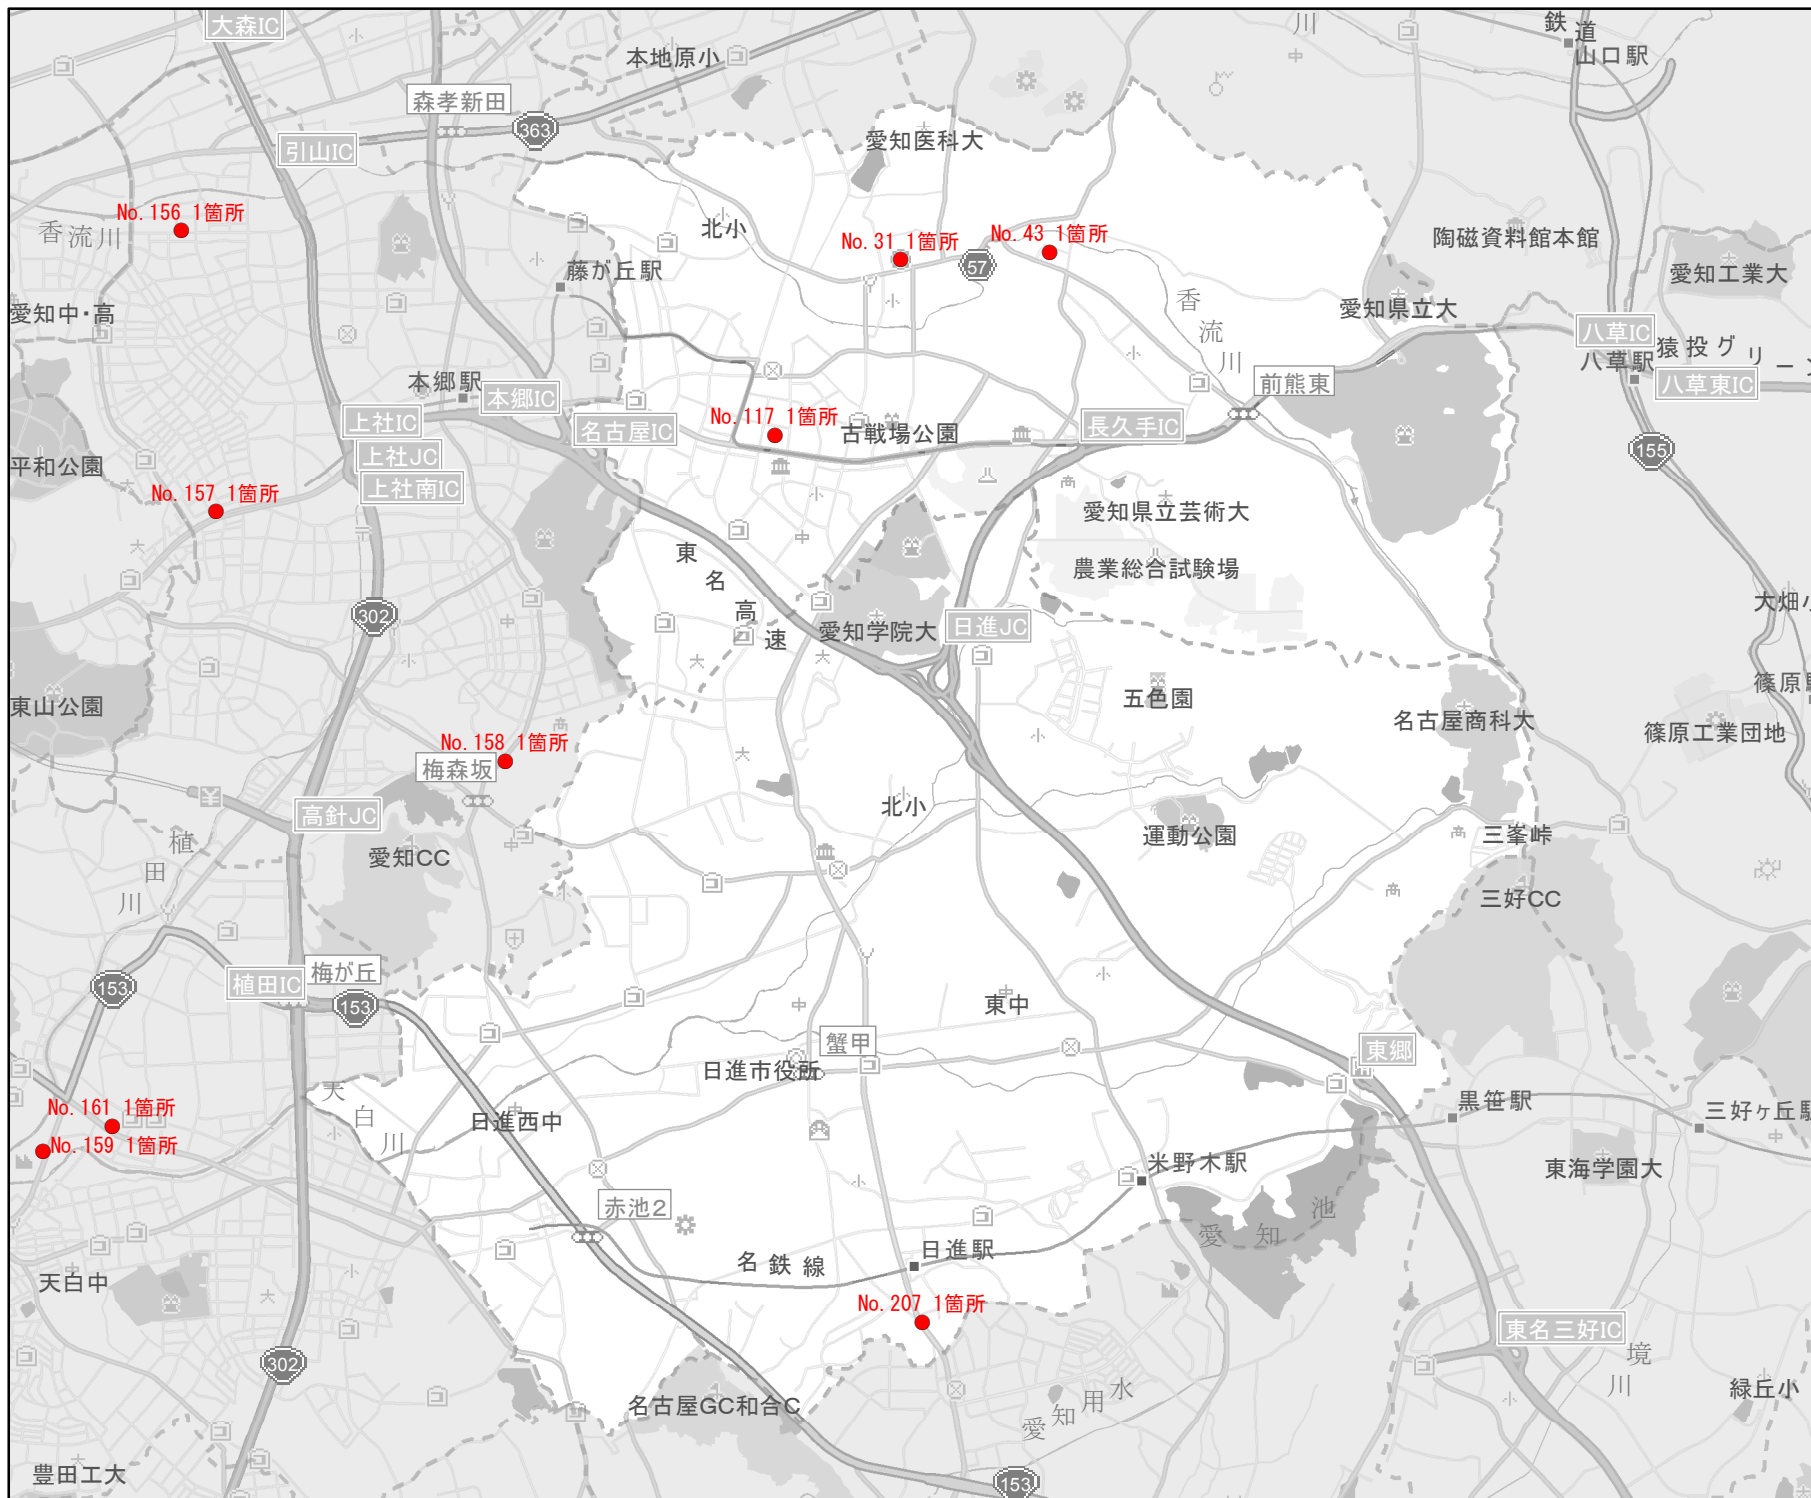 大森IC
本地原小
川
鉄道
山口駅
森孝新田
363
引山IC
愛知医科大
No.156 1箇所
香流川
北小
No.31 1箇所
No.43 1箇所
57
陶磁資料館本館
愛知工業大
藤が丘駅
愛知中・高
香流川
愛知県立大
八草IC
八草駅
猿投グリーン
八草東IC
本郷駅
本郷IC
前熊東
上社IC
名古屋IC
No.117 1箇所
古戦場公園
長久手IC
上社JC
平和公園
上社南IC
155
No.157 1箇所
愛知県立芸術大
東名高速
農業総合試験場
302
愛知学院大
日進JC
大畑小
東山公園
五色園
名古屋商科大
篠原
篠原工業団地
No.158 1箇所
梅森坂
高針JC
北小
運動公園
三峯峠
植田川
愛知CC
三好CC
153
植田IC
梅が丘
153
東中
蟹甲
東郷
日進市役所
天白川
No.161 1箇所
日進西中
黒笹駅
三好ヶ丘駅
No.159 1箇所
米野木駅
東海学園大
赤池2
愛知池
日進駅
名鉄線
天白中
No.207 1箇所
東名三好IC
境川
302
名古屋GC和合C
愛知用水
緑丘小
豊田工大
153